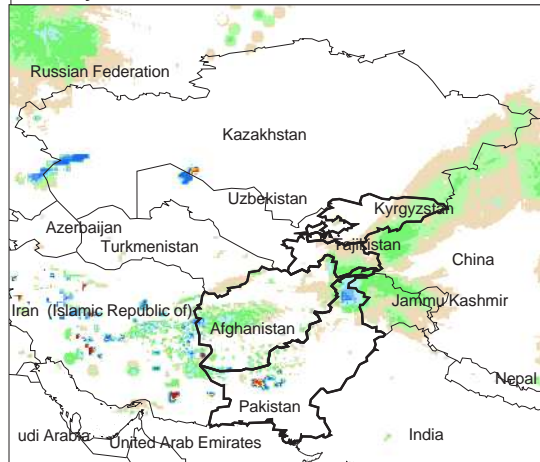 Russian Federation
Kazakhstan
Uzbekistan
Kyrgyzstan
Azerbaijan
Turkmenistan
Tajikistan
China
Iran (Islamic Republic of)
Jammu/Kashmir
Afghanistan
Nepal
Pakistan
udi Arabia
United Arab Emirates
India